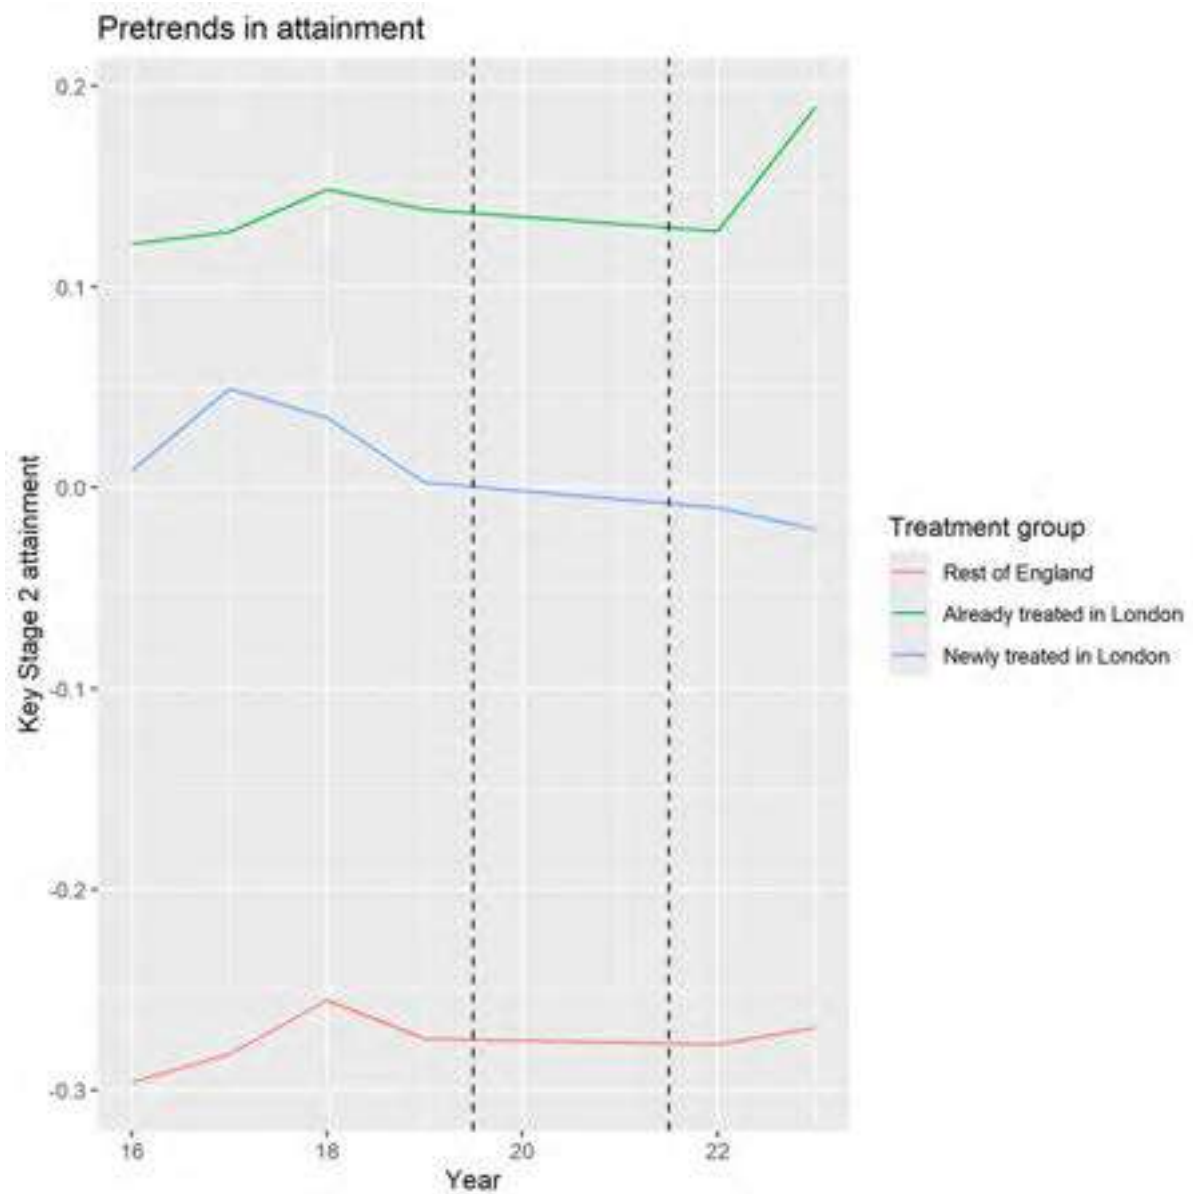 Pretrends in attainment
0.2
0.1
0.0
-0.1
-0.2
-0.3
Key Stage 2 attainment
16
18
20
22
Year
Treatment group
Rest of England
Already treated in London
Newly treated in London